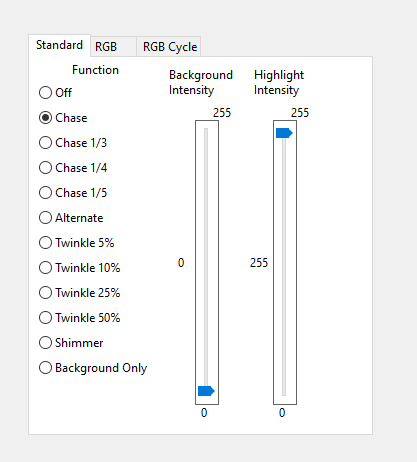 Standard RGB RGB Cycle
Function
Background Intensity
Highlight Intensity
Off
Chase
Chase 1/3
Chase 1/4
Chase 1/5
Alternate
Twinkle 5%
Twinkle 10%
Twinkle 25%
Twinkle 50%
Shimmer
Background Only
255
0
0
255
255
0